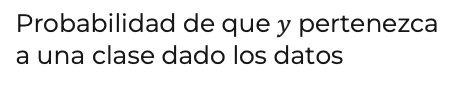 Probabilidad de que y pertenezca
a una clase dado los datos